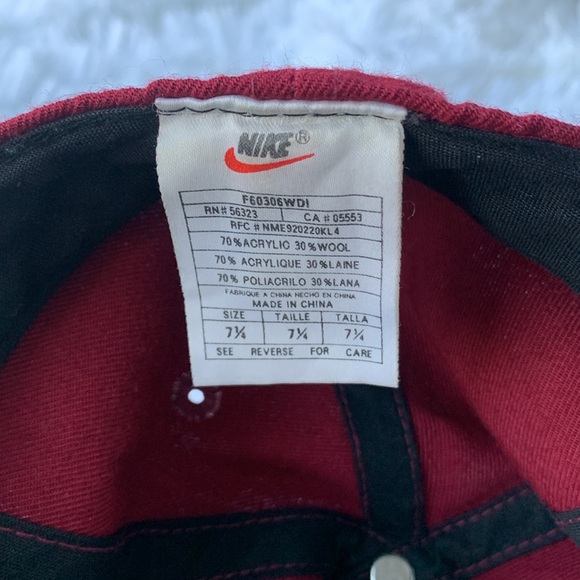 NIKE®
F60306WDI
RN# 56323 CA # 05553
RFC # NME920220KL4
70% ACRYLIC 30% WOOL
70% ACRYLIQUE 30% LAINE
70% POLIACRILO 30% LANA
FABRIQUE A CHINA HECHO EN CHINA
MADE IN CHINA
SIZE TAILLE TALLA
7¼ 7¼ 7¼
SEE REVERSE FOR CARE